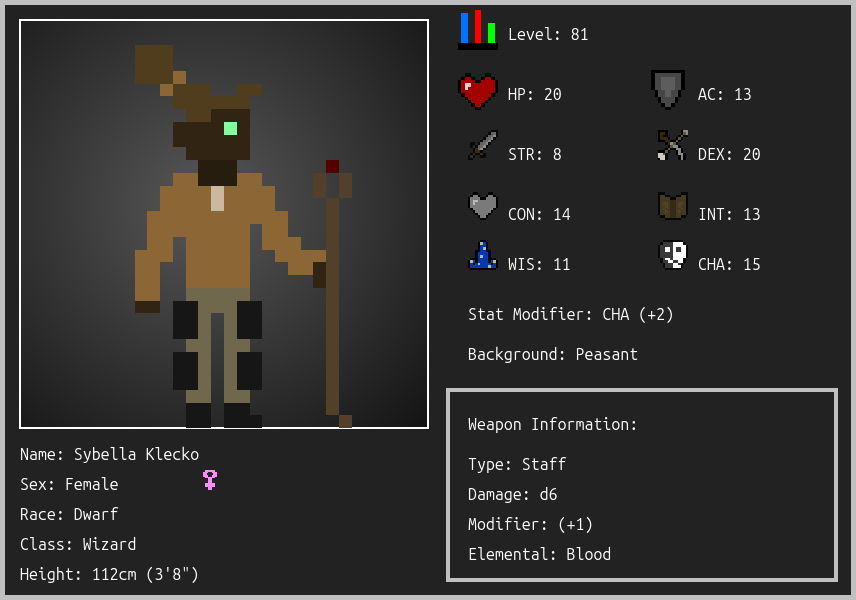 Level: 81
HP: 20
AC: 13
STR: 8
DEX: 20
CON: 14
INT: 13
WIS: 11
CHA: 15
Stat Modifier: CHA (+2)
Background: Peasant
Weapon Information:
Type: Staff
Damage: d6
Modifier: (+1)
Elemental: Blood
Name: Sybella Klecko
Sex: Female
Race: Dwarf
Class: Wizard
Height: 112cm (3'8")